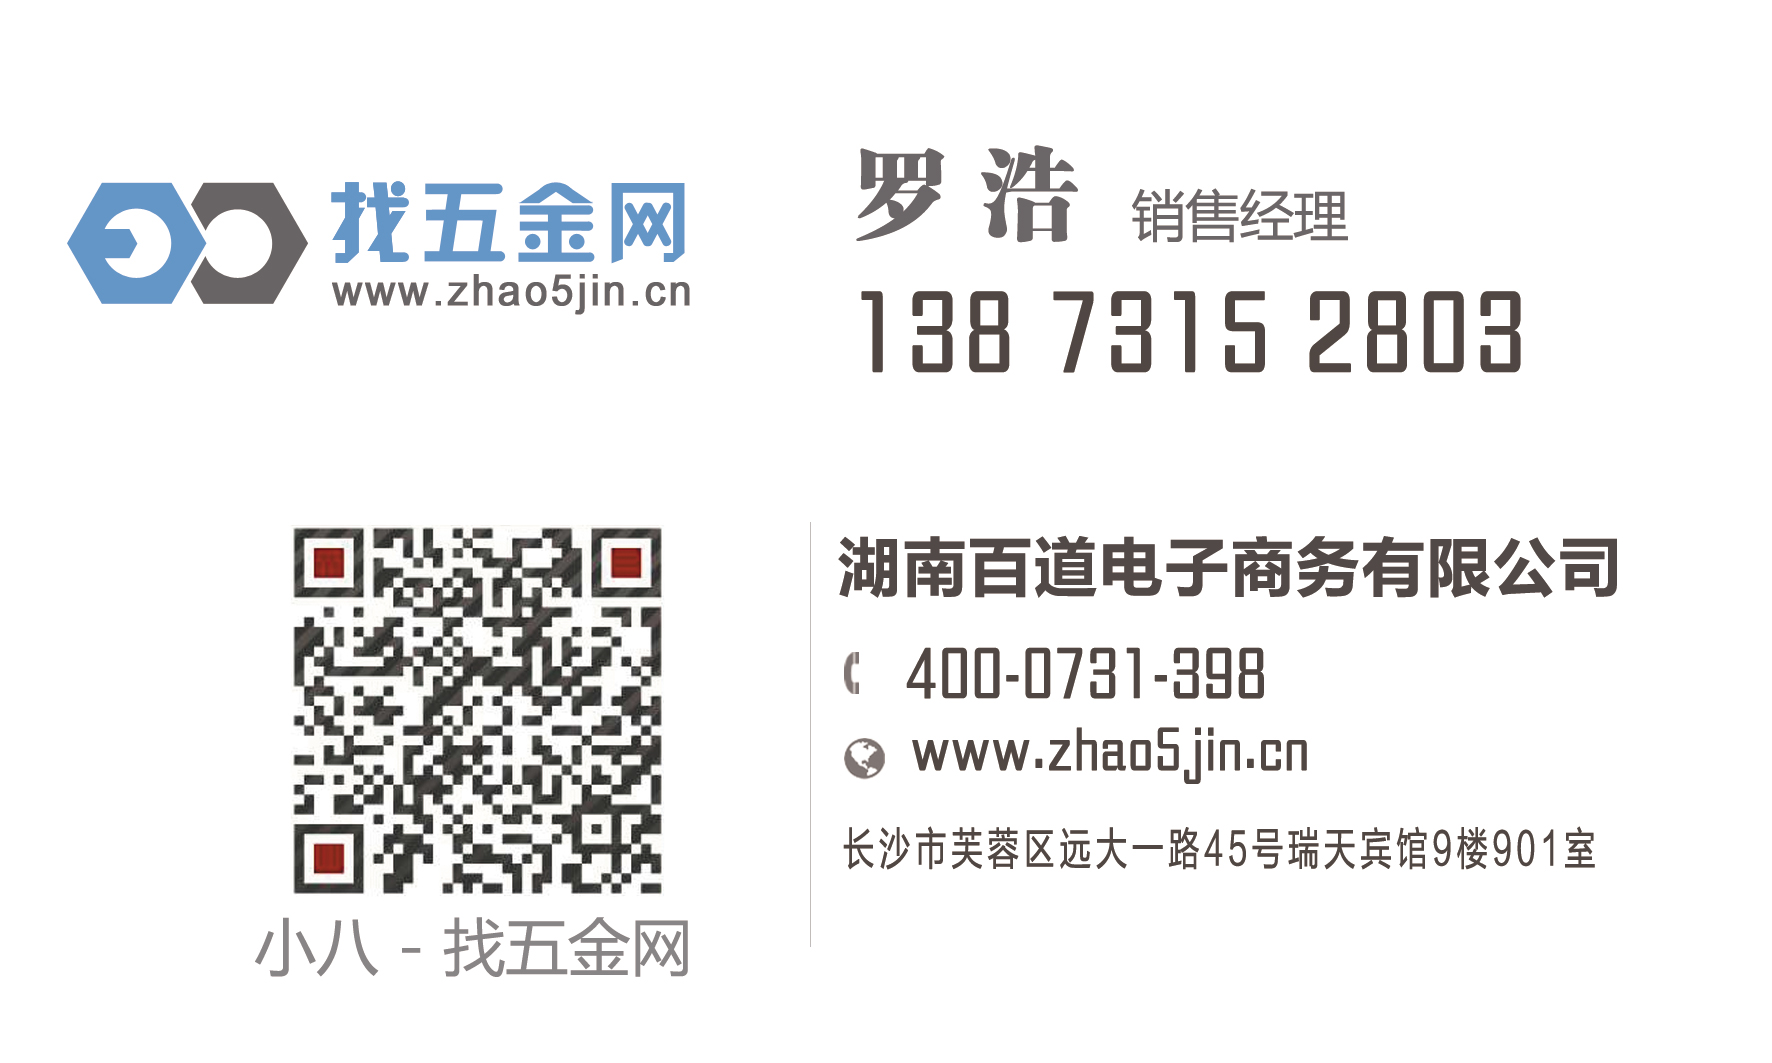 找五金网
www.zhao5jin.cn
罗 浩 销售经理
138 7315 2803
小八 - 找五金网
湖南百道电子商务有限公司
400-0731-398
www.zhao5jin.cn
长沙市芙蓉区远大一路45号瑞天宾馆9楼901室